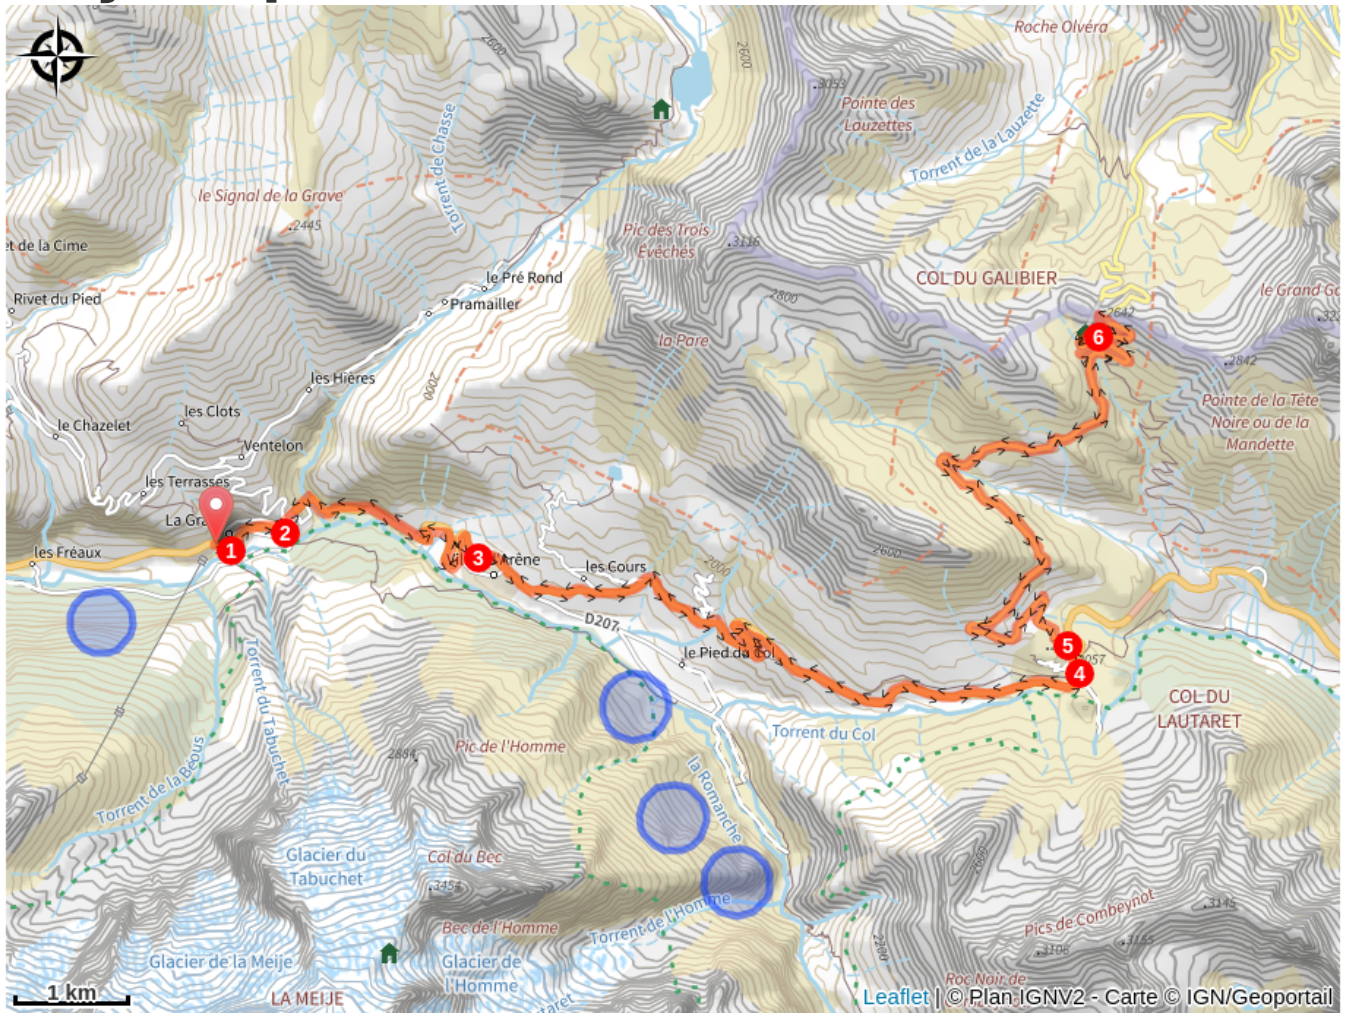 Roche Olvéra
2600
2600
.3053
Pointe des
Lauzettes
Torrent de la Lauzette
Torrent de Chasse
le Signal de la Grave
.2445
Pic des Trois
Évêchés
.3116
et de la Cime
le Pré Rond
COL DU GALIBIER
Rivet du Pied
Pramailler
2800
le Grand Ga
2642
6
la Pare
.2842
les Hières
2000
Pointe de la Tête
Noire ou de la
Mandette
les Clots
le Chazelet
Ventelon
les Terrasses
La Gra
2
1
les Fréaux
3
Arène
2600
les Cours
2000
D207
5
le Pied du Col
057
4
COL DU
LAUTARET
Torrent du Tabuchet
Torrent du Col
Pic de l'Homme
2884
Torrent de la Béous
la Romanche
Glacier du
Tabuchet
Col du Bec
.3454
Torrent de l'Homme
Bec de l'Homme
Pics de Combeynot
.3145
.3155
2200
Glacier de la Meije
Glacier de
l'Homme
Roc Noir de
1 km
LA MEIJE
taret
Leaflet | © Plan IGNV2 - Carte © IGN/Geoportail